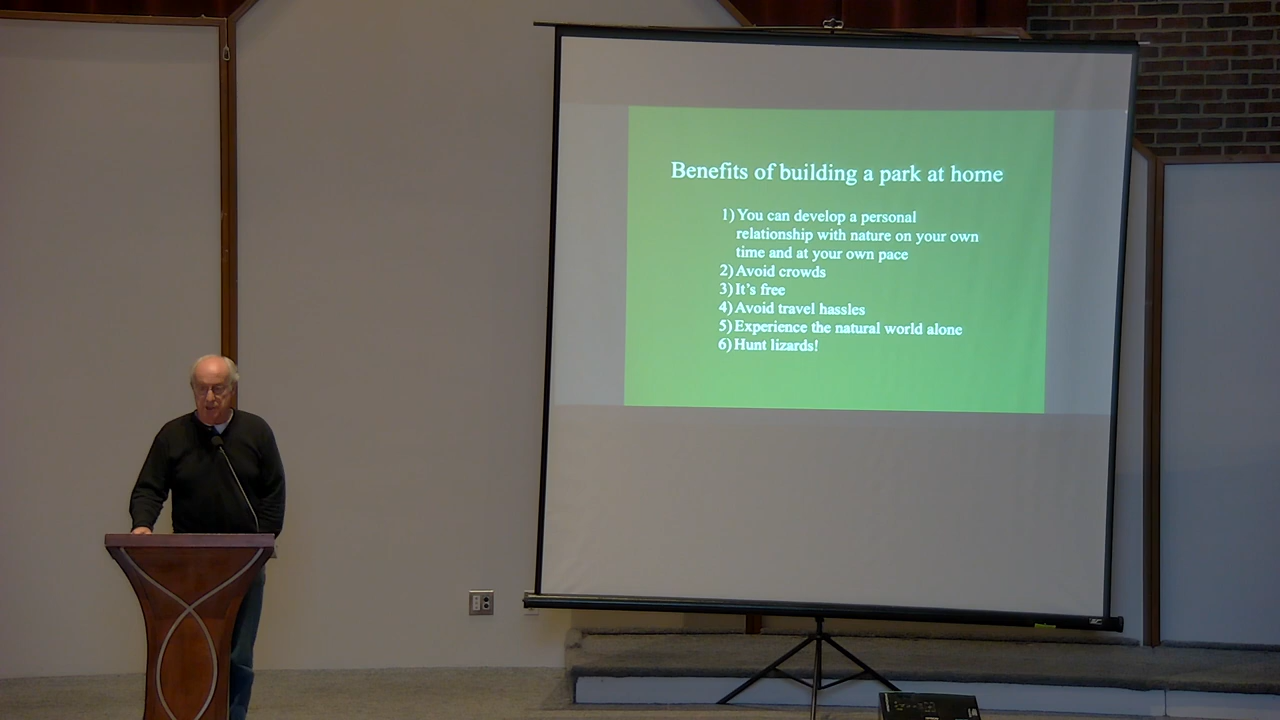 Benefits of building a park at home
1) You can develop a personal
relationship with nature on your own
time and at your own pace
2) Avoid crowds
3) It's free
4) Avoid travel hassles
5) Experience the natural world alone
6) Hunt lizards!